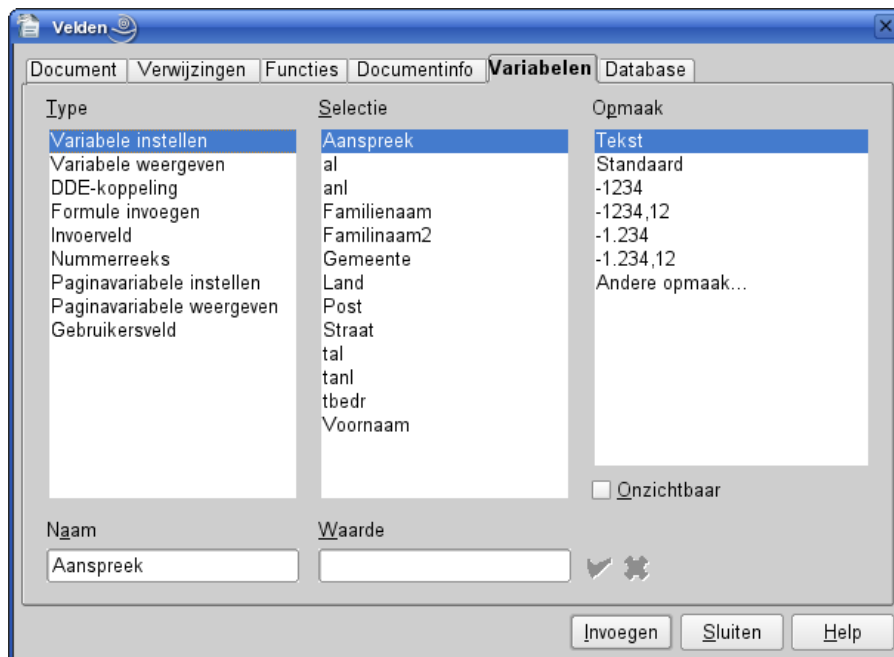 Velden
Document Verwijzingen Functies Documentinfo Variabelen Database
Type
Variabele instellen
Variabele weergeven
DDE-koppeling
Formule invoegen
Invoerveld
Nummerreeks
Paginavariabele instellen
Paginavariabele weergeven
Gebruikersveld
Selectie
Aanspreek
al
anl
Familienaam
Familinaam2
Gemeente
Land
Post
Straat
tal
tanl
tbedr
Voornaam
Opmaak
Tekst
Standaard
-1234
-1234,12
-1.234
-1.234,12
Andere opmaak...
Onzichtbaar
Naam
Aanspreek
Waarde
Invoegen Sluiten Help